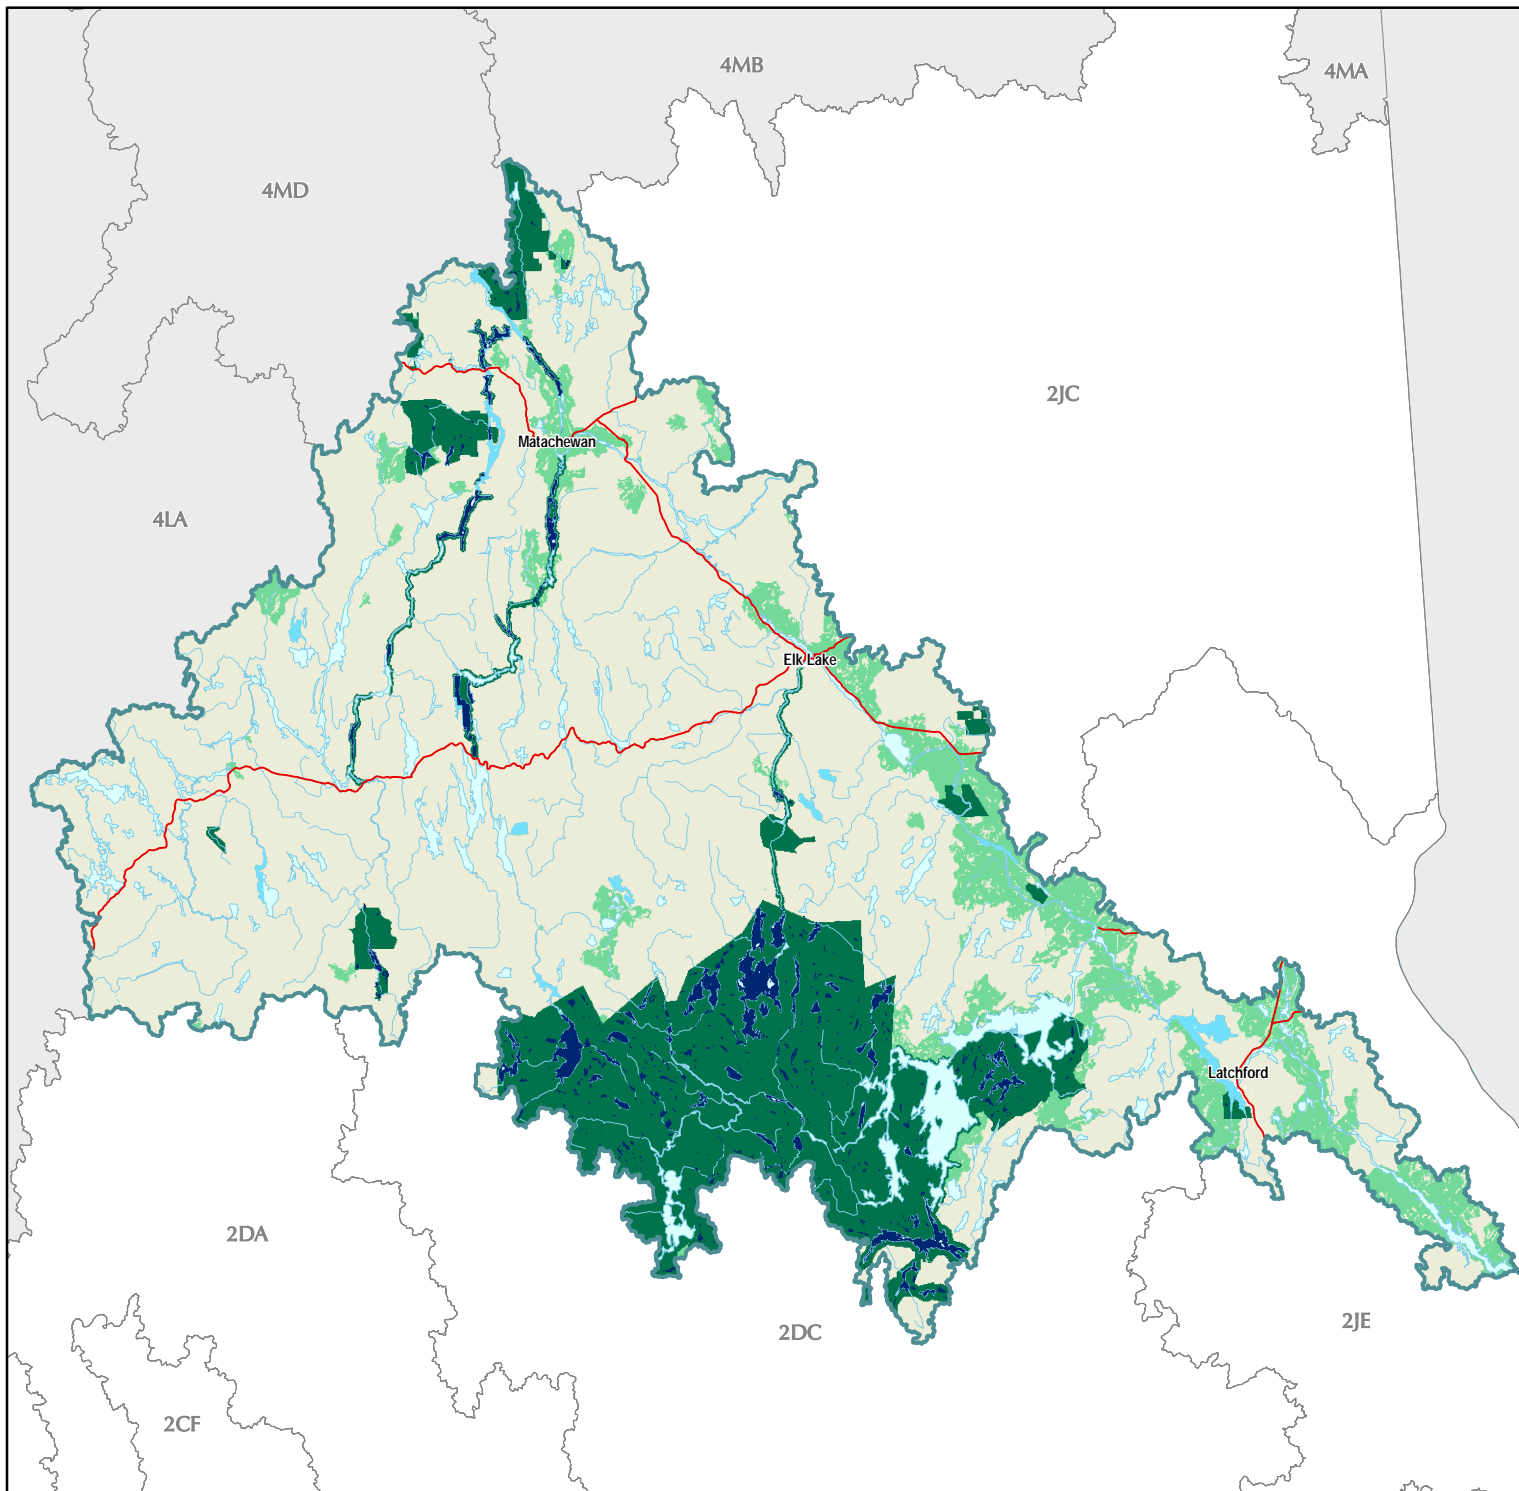 4MB
4MA
4MD
2JC
Matachewan
4LA
Elk Lake
Latchford
2DA
2DC
2JE
2CF